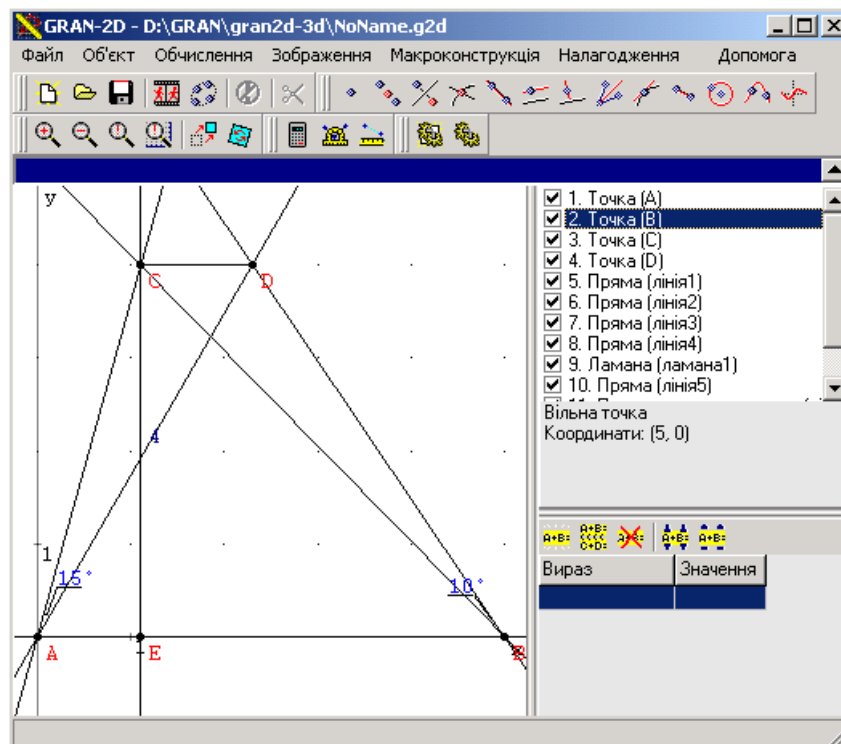 GRAN-2D - D:\GRAN\gran2d-3d\NoName.g2d
Файл Об'єкт Обчислення Зображення Макроконструкція Налагодження Допомога
y
C
D
4
1
15°
10°
A
E
B
1. Точка (A)
2. Точка (B)
3. Точка (C)
4. Точка (D)
5. Пряма (лінія1)
6. Пряма (лінія2)
7. Пряма (лінія3)
8. Пряма (лінія4)
9. Ламана (ламана1)
10. Пряма (лінія5)
Вільна точка
Координати: (5, 0)
Вираз Значення